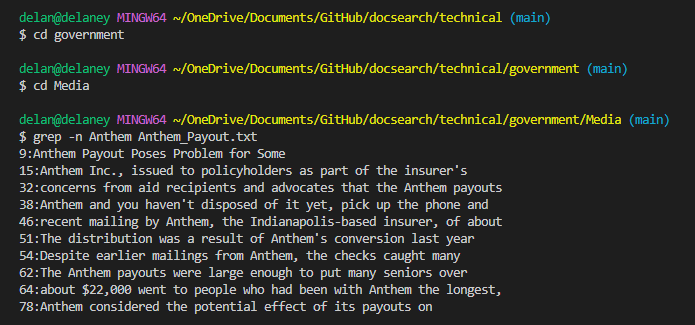 delan@delaney MINGW64 ~/OneDrive/Documents/GitHub/docsearch/technical (main)
$ cd government
delan@delaney MINGW64 ~/OneDrive/Documents/GitHub/docsearch/technical/government (main)
$ cd Media
delan@delaney MINGW64 ~/OneDrive/Documents/GitHub/docsearch/technical/government/Media (main)
$ grep -n Anthem Anthem_Payout.txt
9:Anthem Payout Poses Problem for Some
15:Anthem Inc., issued to policyholders as part of the insurer's
32:concerns from aid recipients and advocates that the Anthem payouts
38:Anthem and you haven't disposed of it yet, pick up the phone and
46:recent mailing by Anthem, the Indianapolis-based insurer, of about
51:The distribution was a result of Anthem's conversion last year
54:Despite earlier mailings from Anthem, the checks caught many
62:The Anthem payouts were large enough to put many seniors over
64:about $22,000 went to people who had been with Anthem the longest,
78:Anthem considered the potential effect of its payouts on